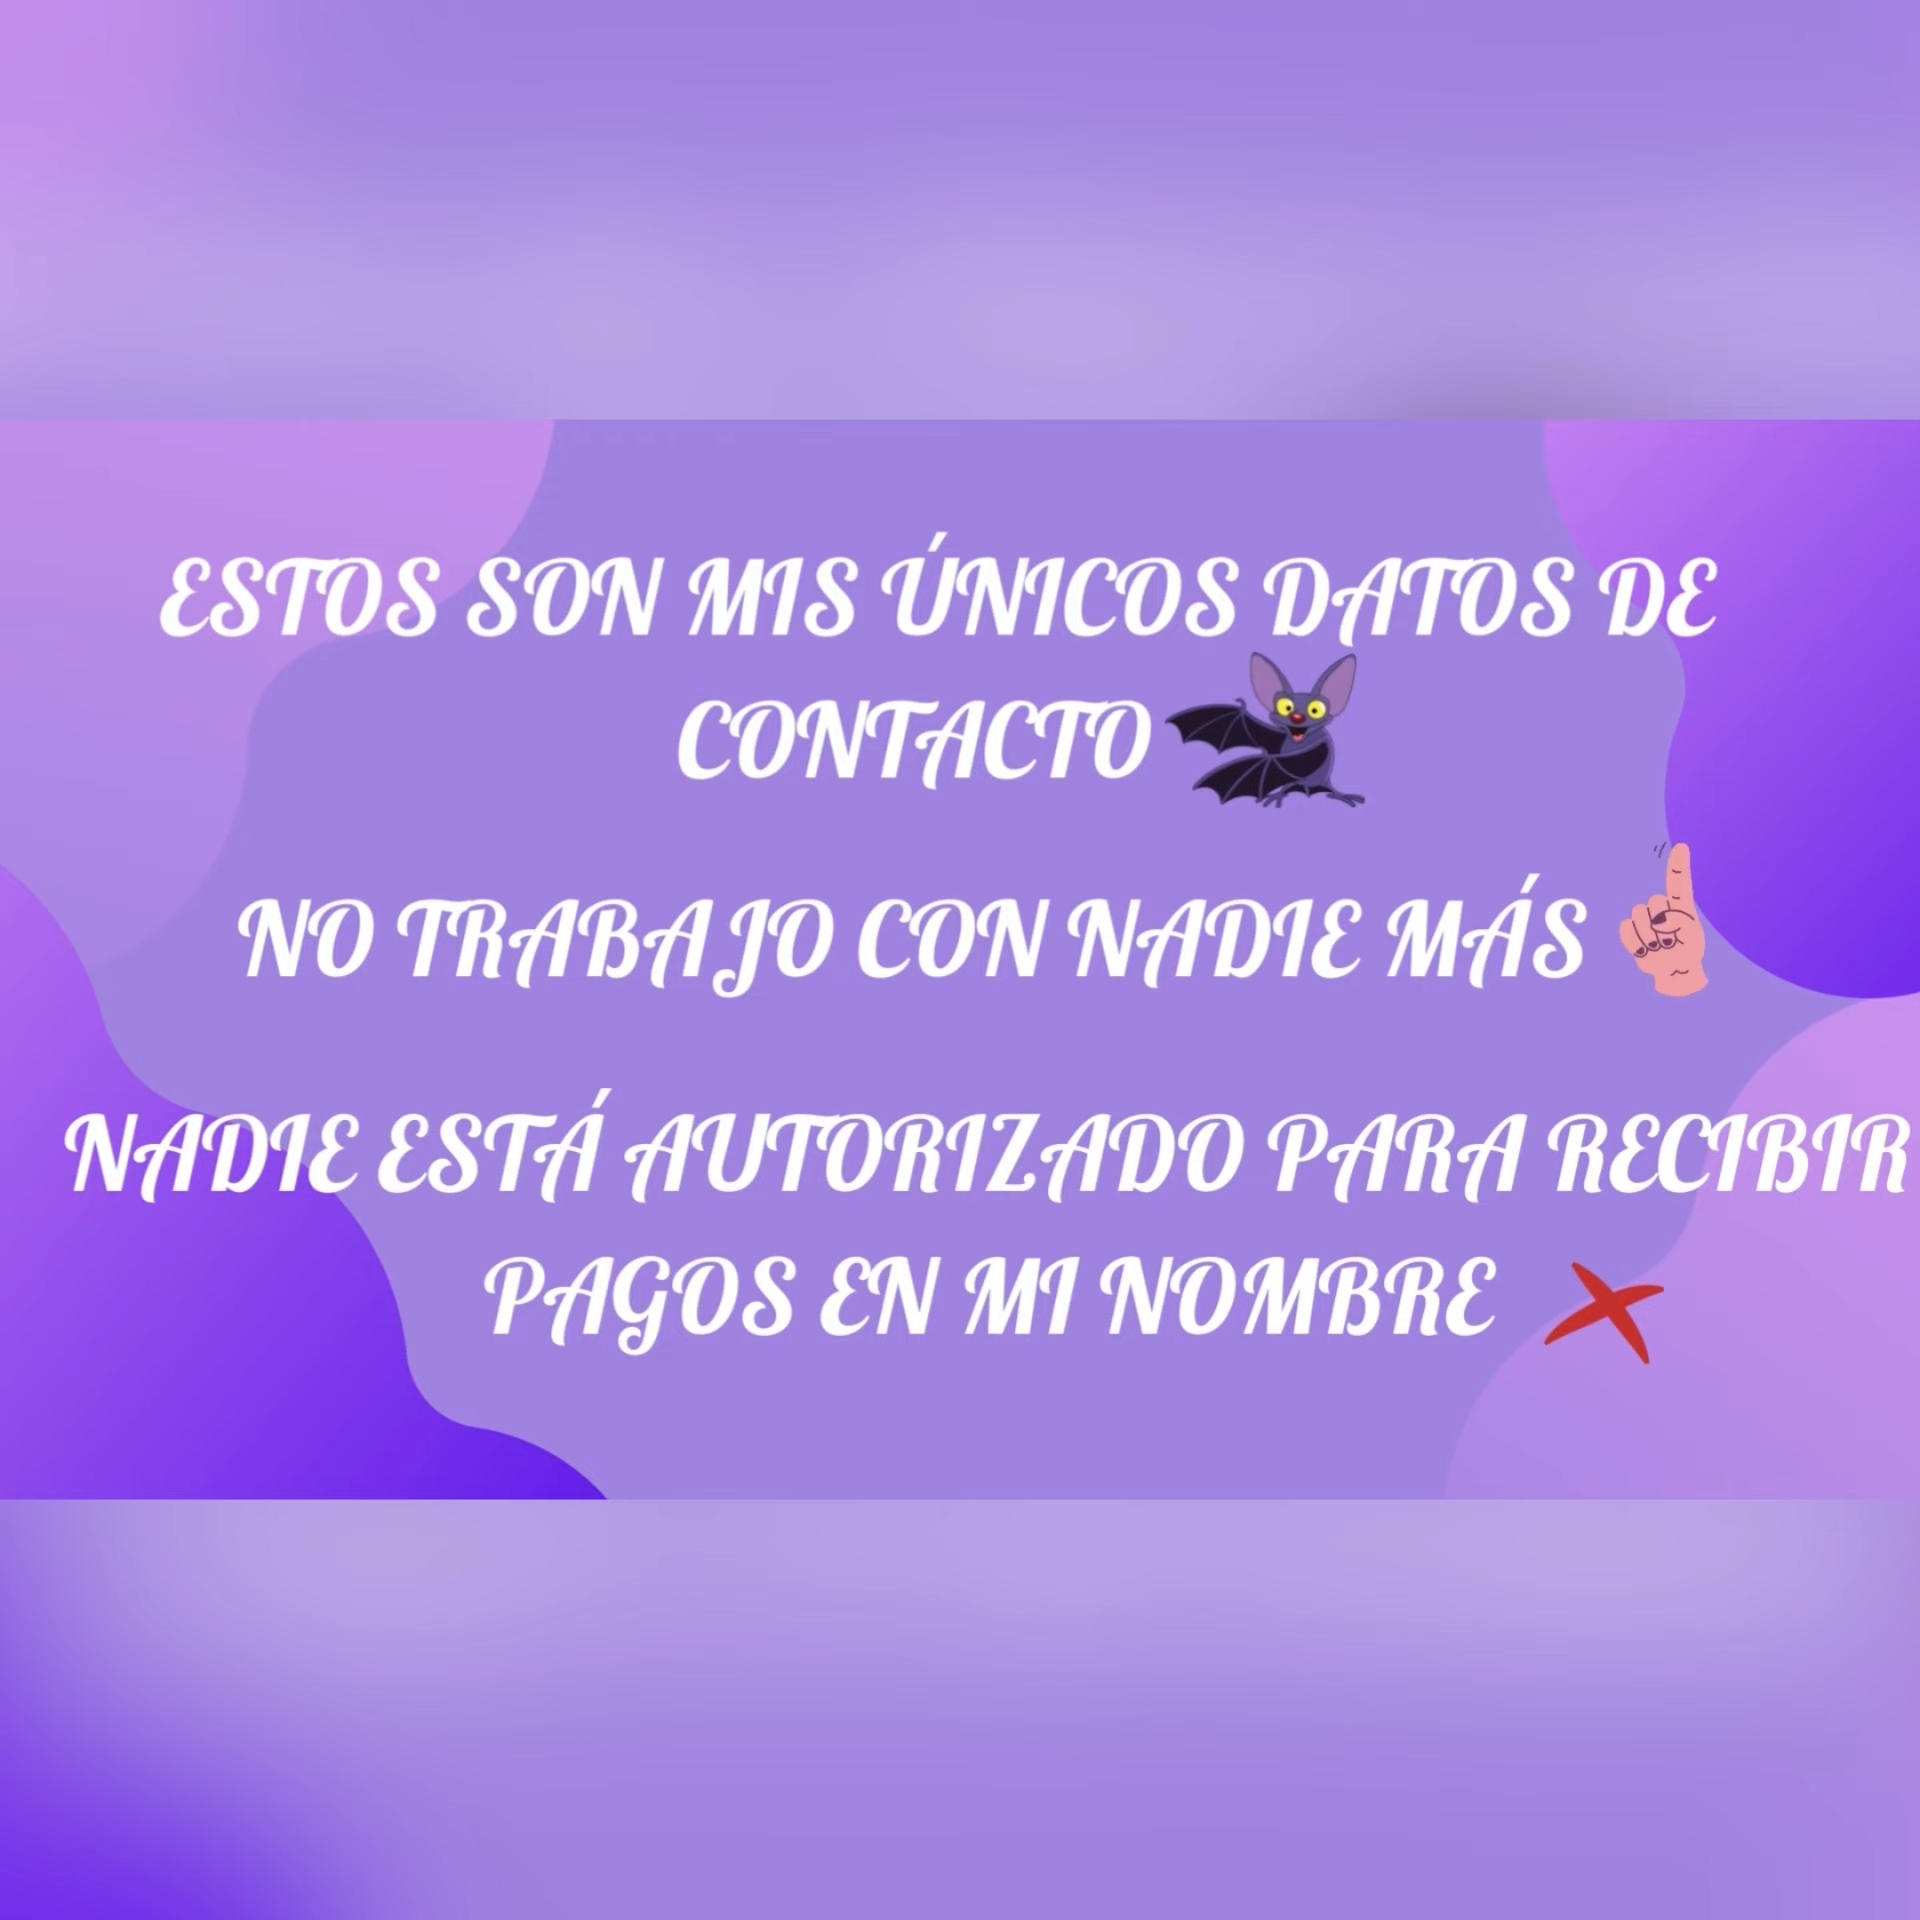 ESTOS SON MIS ÚNICOS DATOS DE
CONTACTO
NO TRABAJO CON NADIE MÁS
NADIE ESTÁ AUTORIZADO PARA RECIBIR
PAGOS EN MI NOMBRE